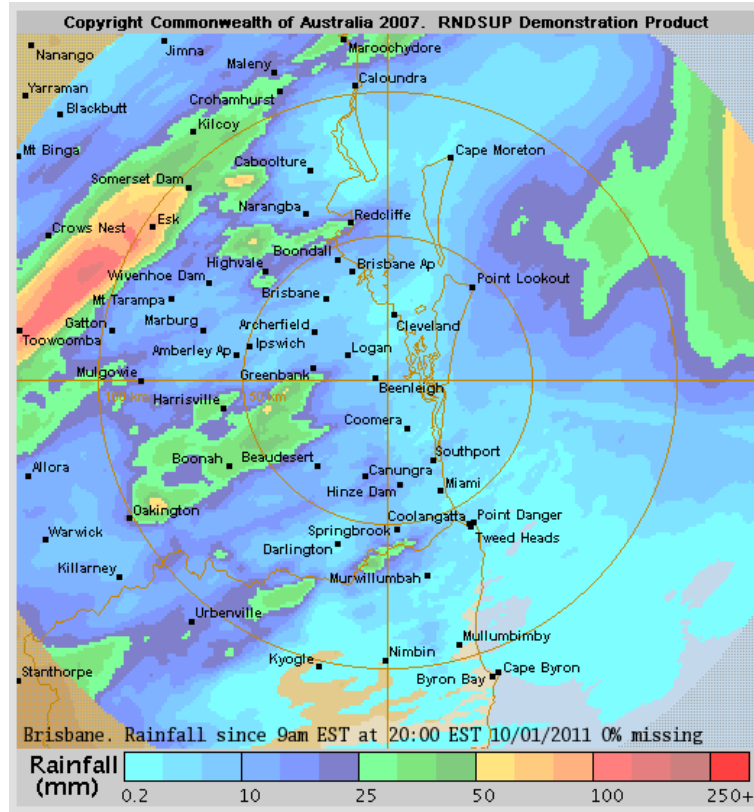 Copyright Commonwealth of Australia 2007. RNDSUP Demonstration Product
Jimna
Maroochydore
Nanango
Maleny
Caloundra
Yarraman
Crohamhurst
Blackbutt
Kilcoy
Mt Binga
Caboolture
Cape Moreton
Somerset Dam
Narangba
Redcliffe
Esk
Crows Nest
Boondall
Highvale
Brisbane Ap
Wivenhoe Dam
Point Lookout
Mt Tarampa
Brisbane
Gatton
Marburg
Archerfield
Cleveland
Toowoomba
Ipswich
Amberley Ap
Logan
Mulgowie
Greenbank
Beenleigh
100 km
50 km
Harrisville
Coomera
Southport
Allora
Boonah
Beaudesert
Canungra
Hinze Dam
Miami
Oakington
Coolangatta
Point Danger
Warwick
Springbrook
Tweed Heads
Darlington
Killarney
Murwillumbah
Urbenville
Mullumbimby
Stanthorpe
Kyogle
Nimbin
Cape Byron
Byron Bay
Brisbane. Rainfall since 9am EST at 20:00 EST 10/01/2011 0% missing
Rainfall
(mm)
0.2 10 25 50 100 250+